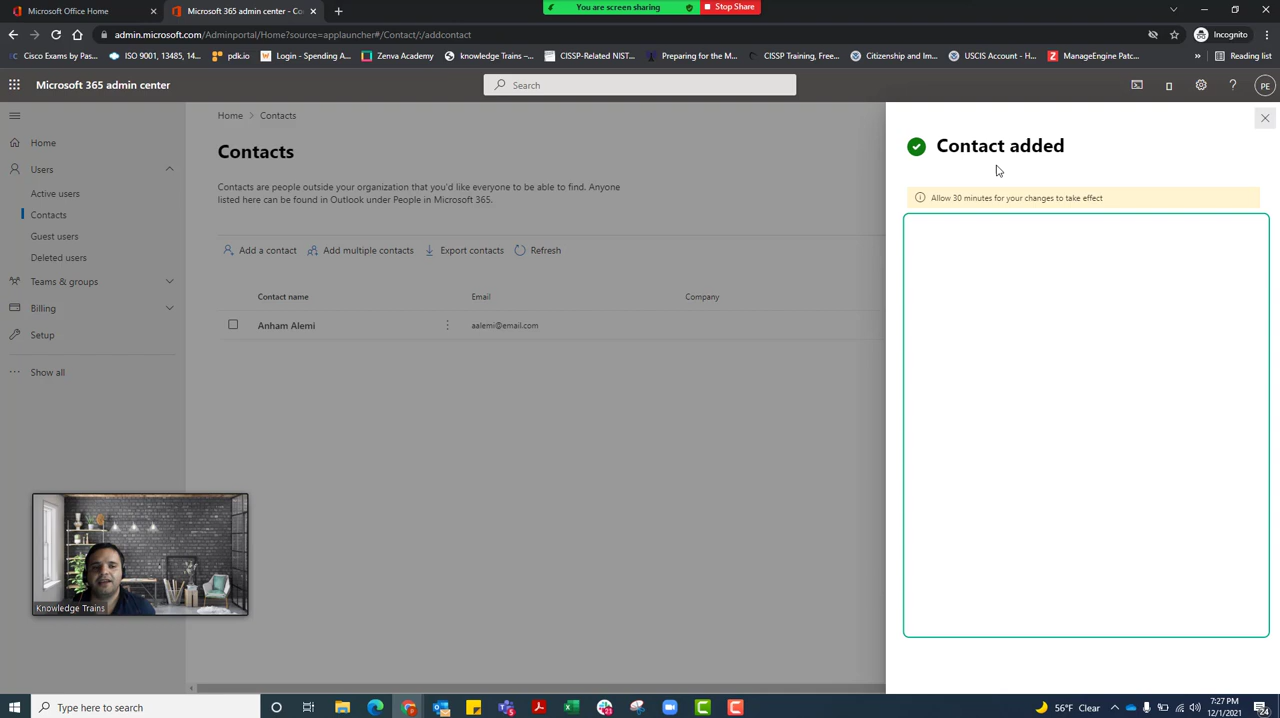 Microsoft Office Home
Microsoft 365 admin center - Co
You are screen sharing
Stop Share
admin.microsoft.com/Adminportal/Home?source=applauncher#/Contact//addcontact
Incognito
Cisco Exams by Pas...
ISO 9001, 13485, 14...
pdk.io
Login - Spending A...
Zenva Academy
knowledge Trains –...
CISSP-Related NIST...
Preparing for the M...
CISSP Training, Free...
Citizenship and Im...
USCIS Account - H...
ManageEngine Patc...
»
Reading list
Microsoft 365 admin center
Search
?
PE
Home
Users
Active users
Contacts
Guest users
Deleted users
Teams & groups
Billing
Setup
Show all
Home > Contacts
Contacts
Contacts are people outside your organization that you'd like everyone to be able to find. Anyone
listed here can be found in Outlook under People in Microsoft 365.
Add a contact
Add multiple contacts
Export contacts
Refresh
Contact name Email Company
Anham Alemi aalemi@email.com
Contact added
Allow 30 minutes for your changes to take effect
Knowledge Trains
Type here to search
56°F Clear
7:27 PM
12/1/2021